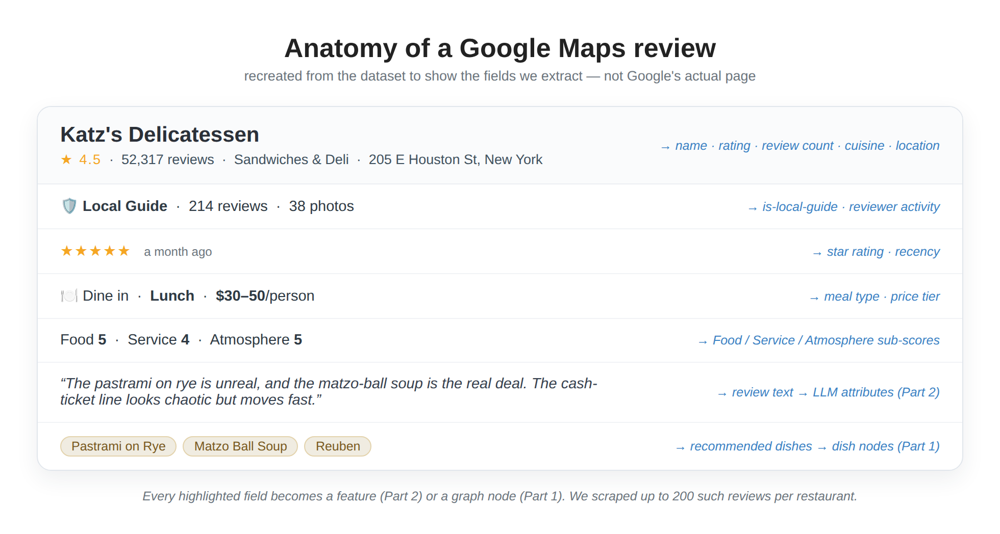 Anatomy of a Google Maps review
recreated from the dataset to show the fields we extract — not Google's actual page
Katz's Delicatessen
★ 4.5 · 52,317 reviews · Sandwiches & Deli · 205 E Houston St, New York
→ name · rating · review count · cuisine · location
Local Guide · 214 reviews · 38 photos
→ is-local-guide · reviewer activity
★★★★★ a month ago
→ star rating · recency
Dine in · Lunch · $30–50/person
→ meal type · price tier
Food 5 · Service 4 · Atmosphere 5
→ Food / Service / Atmosphere sub-scores
“The pastrami on rye is unreal, and the matzo-ball soup is the real deal. The cash-
ticket line looks chaotic but moves fast.”
→ review text → LLM attributes (Part 2)
Pastrami on Rye Matzo Ball Soup Reuben
→ recommended dishes → dish nodes (Part 1)
Every highlighted field becomes a feature (Part 2) or a graph node (Part 1). We scraped up to 200 such reviews per restaurant.